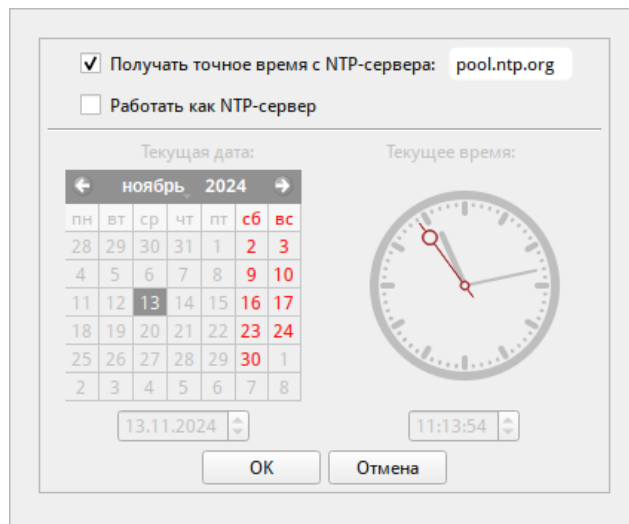 Получать точное время с NTP-сервера: pool.ntp.org
Работать как NTP-сервер
Текущая дата:
Текущее время:
ноябрь 2024
пн вт ср чт пт сб вс
28 29 30 31 1 2 3
4 5 6 7 8 9 10
11 12 13 14 15 16 17
18 19 20 21 22 23 24
25 26 27 28 29 30 1
2 3 4 5 6 7 8
13.11.2024
11:13:54
OK
Отмена